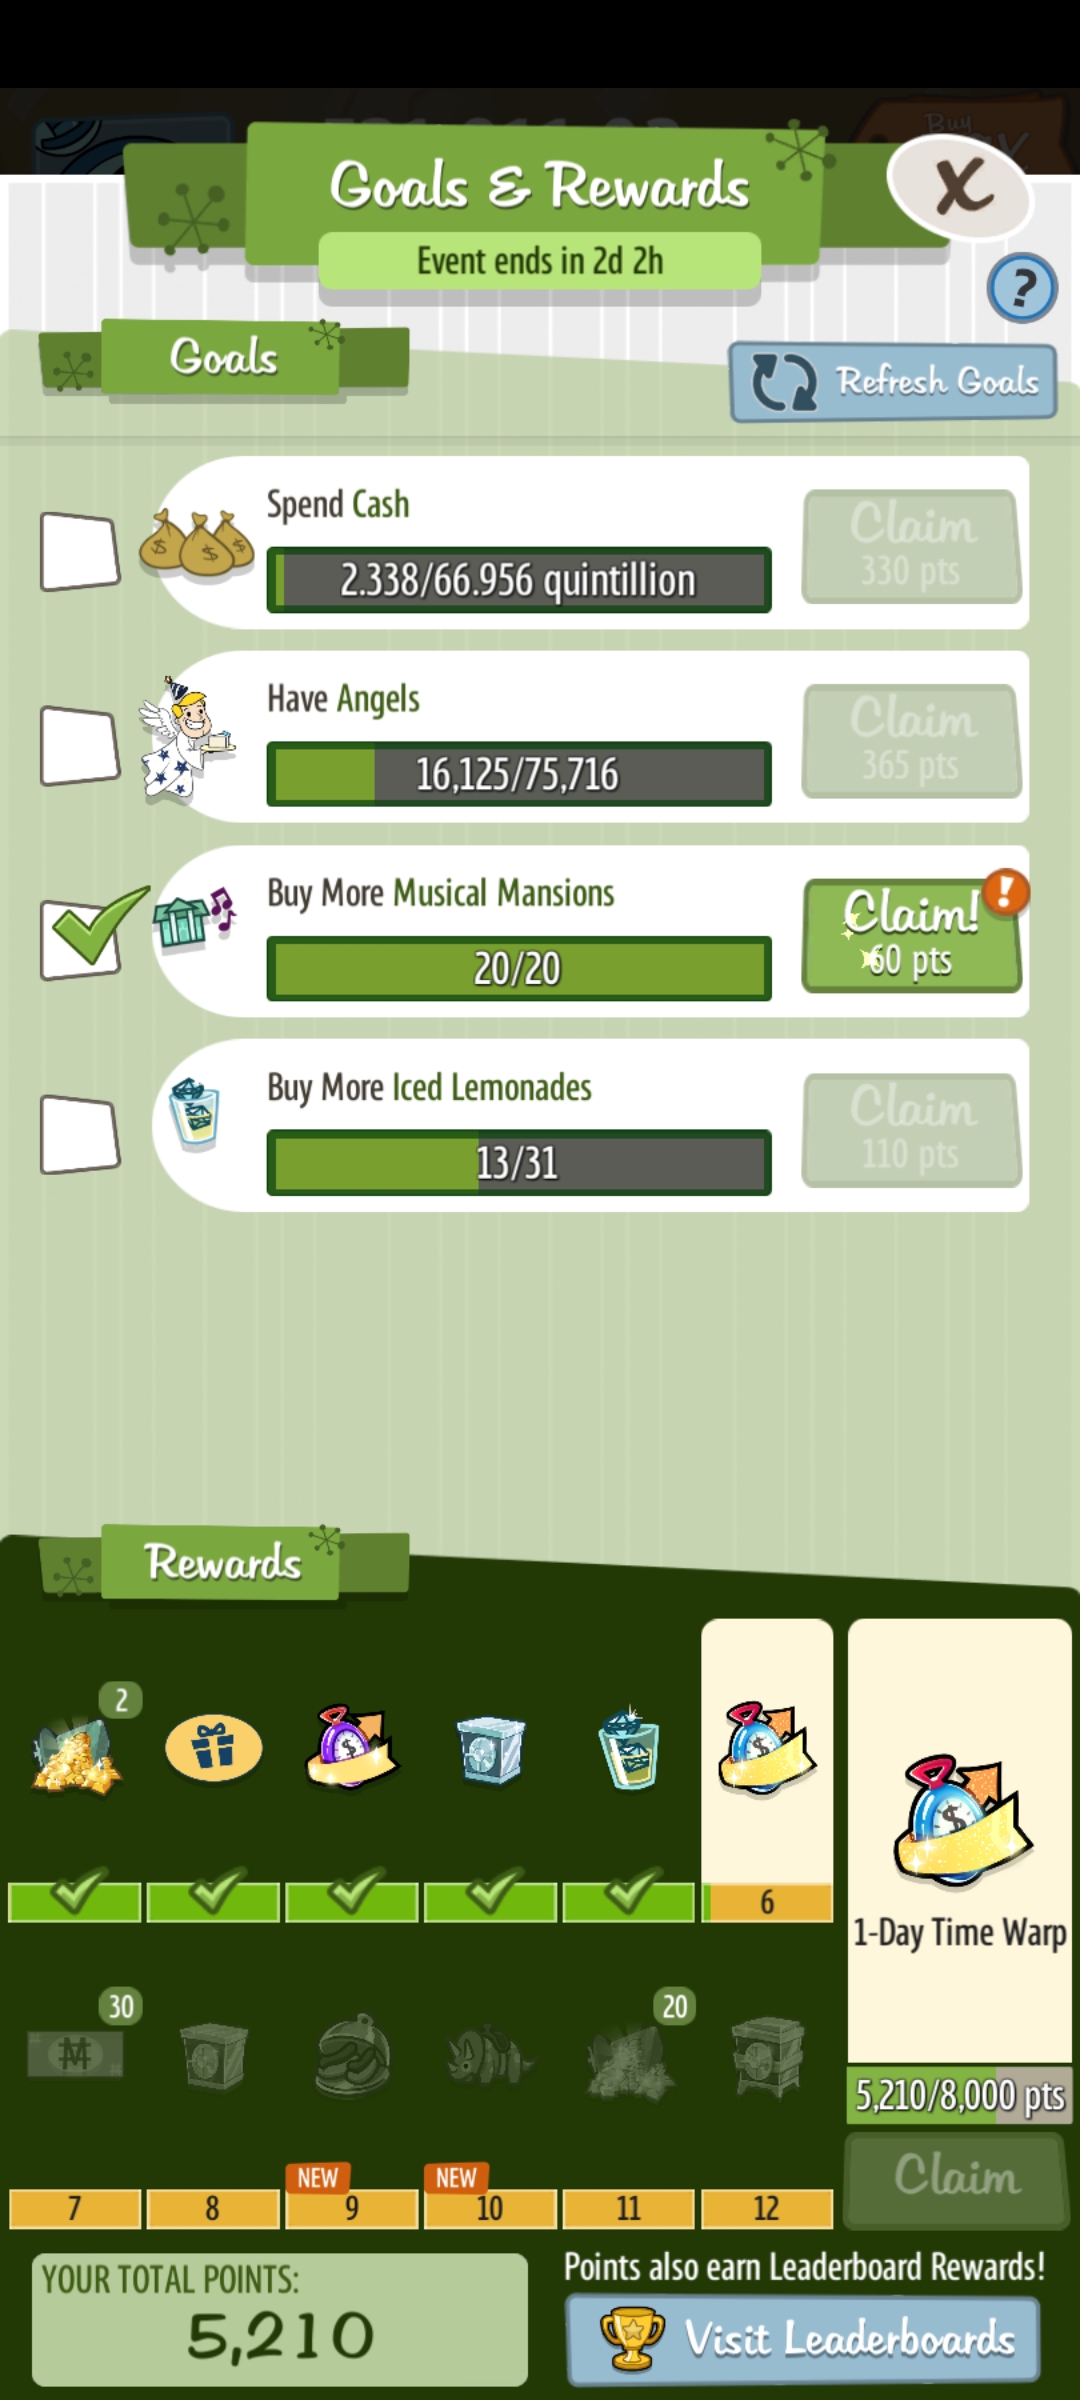 Buy
Goals & Rewards
X
Event ends in 2d 2h
?
Goals
Refresh Goals
Spend Cash
2.338/66.956 quintillion
Claim
330 pts
Have Angels
16,125/75,716
Claim
365 pts
Buy More Musical Mansions
20/20
Claim!
60 pts
!
Buy More Iced Lemonades
13/31
Claim
110 pts
Rewards
2
6
1-Day Time Warp
30
20
5,210/8,000 pts
Claim
NEW
NEW
7
8
9
10
11
12
YOUR TOTAL POINTS:
5,210
Points also earn Leaderboard Rewards!
Visit Leaderboards